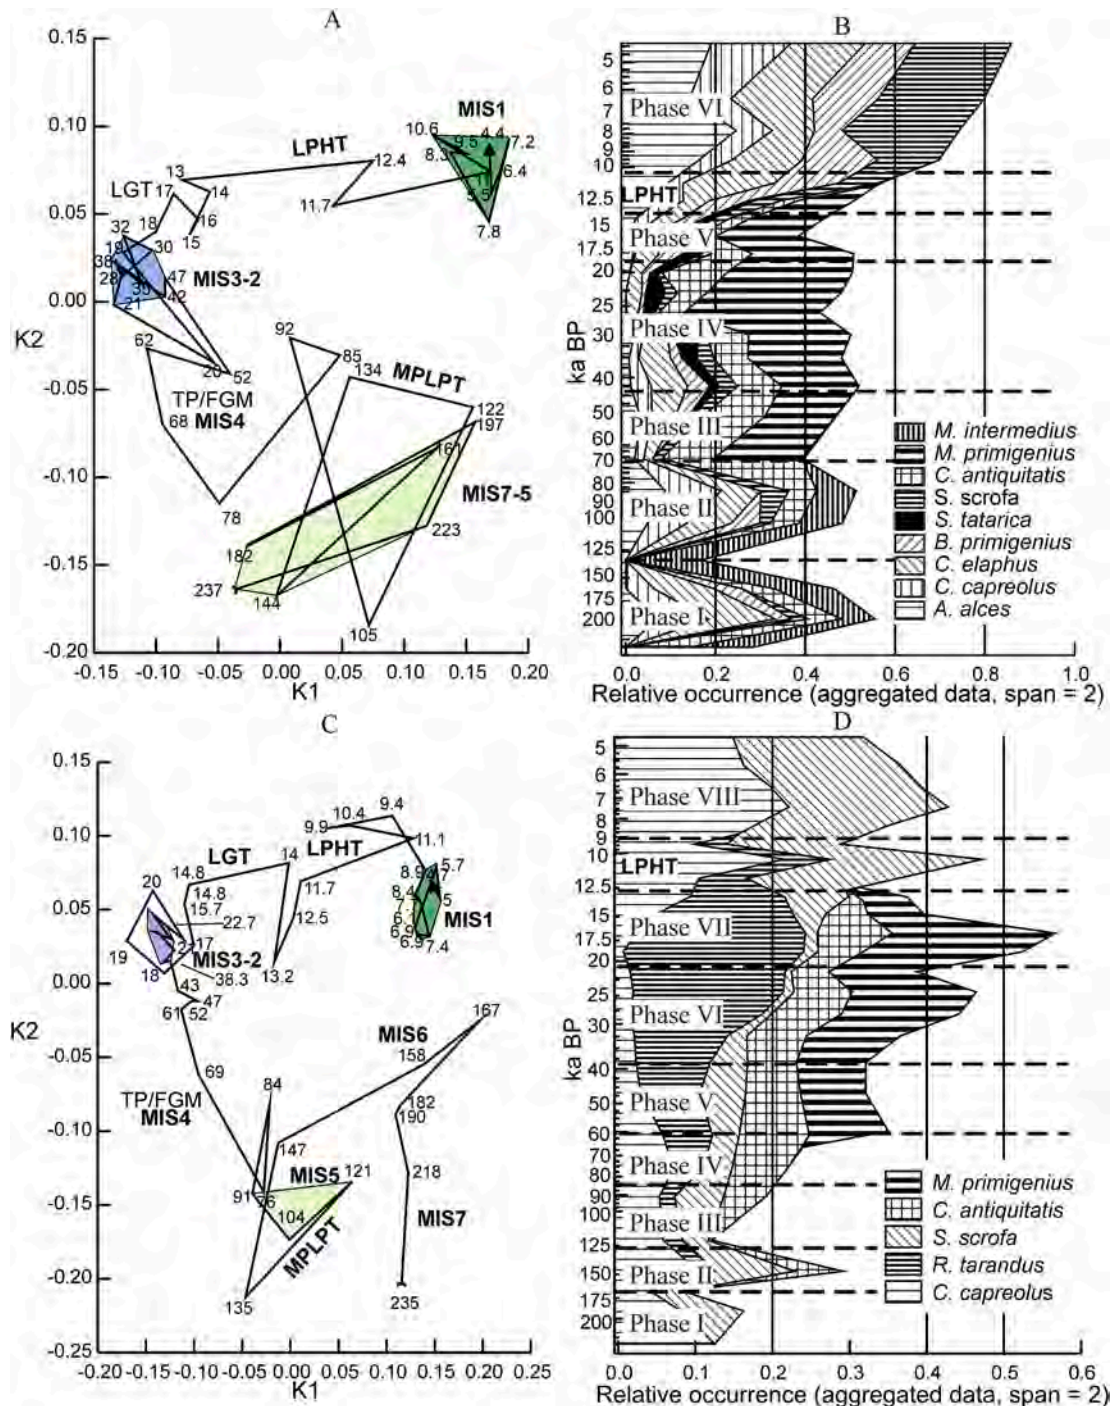 A
0.15
0.10
0.05
0.00
-0.05
-0.10
-0.15
-0.20
K2
-0.15 -0.10 -0.05 0.00 0.05 0.10 0.15 0.20
K1
MIS1
10.6
4.4
9.5
7.2
8.3
6.4
11
5.5
7.8
LPHT
12.4
11.7
13
LGT
17
14
18
16
15
32
19
30
38
28
35
47
42
21
MIS3-2
62
20
52
TP/FGM
68
MIS4
78
92
85
134
MPLPT
122
197
161
MIS7-5
223
182
237
144
105
B
5
6
7
8
9
10
12.5
15
17.5
20
25
30
40
50
60
70
80
90
100
125
150
175
200
ka BP
Phase VI
LPHT
Phase V
Phase IV
Phase III
Phase II
Phase I
M. intermedius
M. primigenius
C. antiquitatis
S. scrofa
S. tatarica
B. primigenius
C. elaphus
C. capreolus
A. alces
0.0 0.2 0.4 0.6 0.8 1.0
Relative occurrence (aggregated data, span = 2)
C
0.15
0.10
0.05
0.00
-0.05
-0.10
-0.15
-0.20
-0.25
K2
-0.20 -0.15 -0.10 -0.05 0.00 0.05 0.10 0.15 0.20 0.25
K1
9.4
10.4
9.9
11.1
LPHT
14
LGT
14.8
14.8
15.7
11.7
12.5
13.2
8.9
5.7
8.4
5
6.9
7.4
MIS1
20
22.7
17
19
18
MIS3-2
38.3
43
47
61
52
69
TP/FGM
MIS4
84
167
MIS6
158
182
190
147
MIS5
121
91
104
218
MIS7
MPLPT
135
235
D
5
6
7
8
9
10
12.5
15
17.5
20
25
30
40
50
60
70
80
90
100
125
150
175
200
ka BP
Phase VIII
LPHT
Phase VII
Phase VI
Phase V
Phase IV
Phase III
Phase II
Phase I
M. primigenius
C. antiquitatis
S. scrofa
R. tarandus
C. capreolus
0.0 0.1 0.2 0.3 0.4 0.5 0.6
Relative occurrence (aggregated data, span = 2)